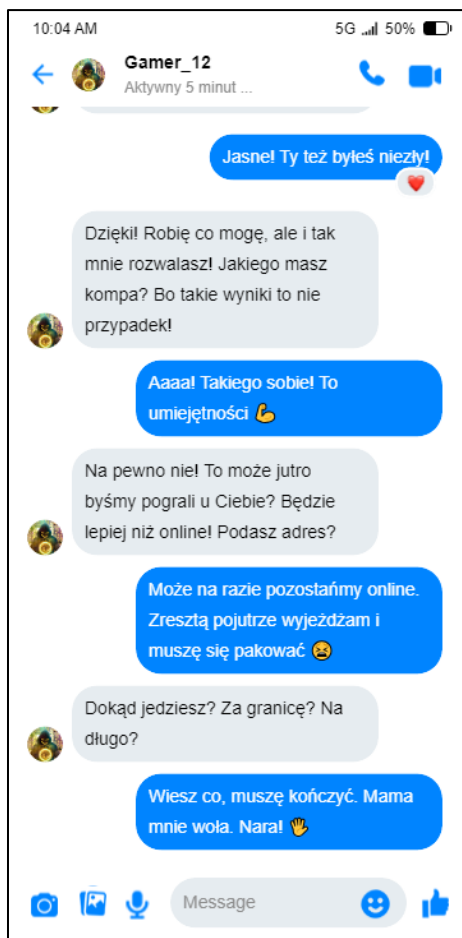 10:04 AM 5G 50%
Gamer_12
Aktywny 5 minut ...
Jasne! Ty też byłeś niezły!
Dzięki! Robię co mogę, ale i tak
mnie rozwalasz! Jakiego masz
kompa? Bo takie wyniki to nie
przypadek!
Aaaa! Takiego sobie! To
umiejętności 💪
Na pewno nie! To może jutro
byśmy pograli u Ciebie? Będzie
lepiej niż online! Podasz adres?
Może na razie pozostańmy online.
Zresztą pojutrze wyjeżdżam i
muszę się pakować 😫
Dokąd jedziesz? Za granicę? Na
długo?
Wiesz co, muszę kończyć. Mama
mnie woła. Nara! 🖐
Message